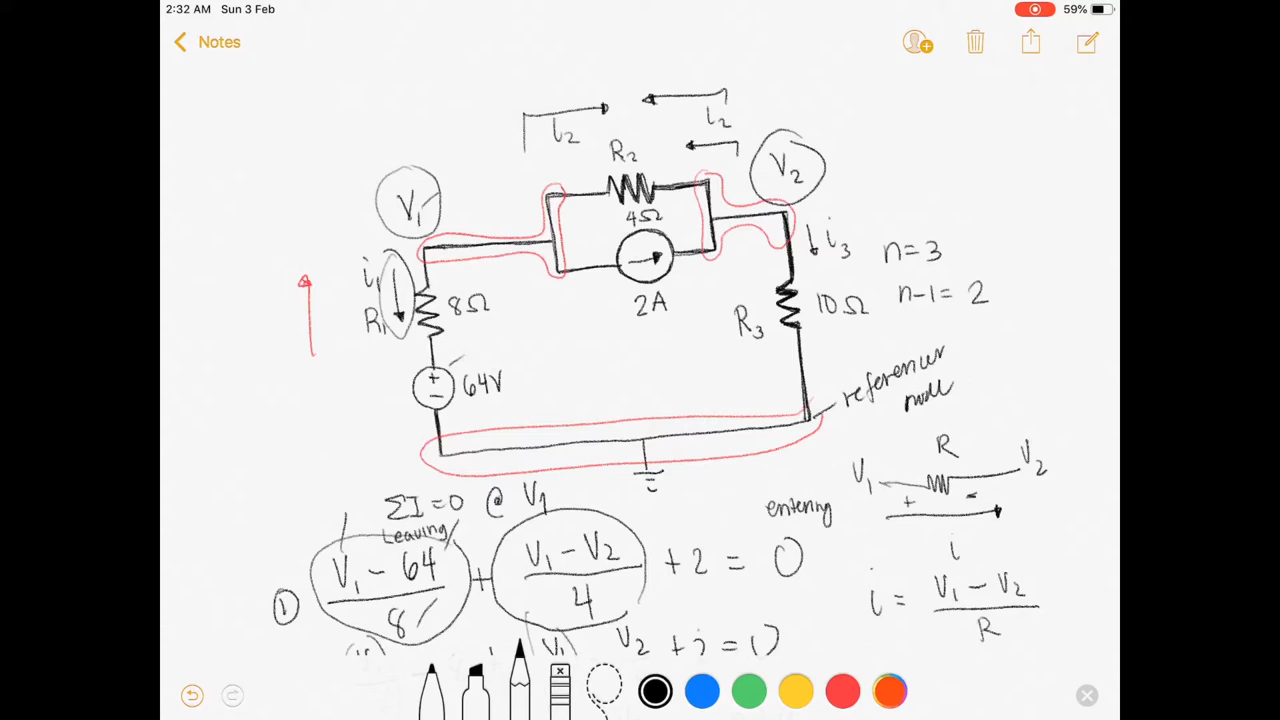 2:32 AM Sun 3 Feb
59%
Notes
i₂
i₂
R₂
V₁
V₂
4Ω
i₁
i₃
R₁
8Ω
2A
n=3
n-1= 2
R₃
10Ω
+
−
64V
R
V₁
V₂
+ -
i
i = V₁ - V₂ / R
ΣI=0 @ V₁
Leaving
entering
① V₁ - 64 / 8 + V₁ - V₂ / 4 + 2 = 0